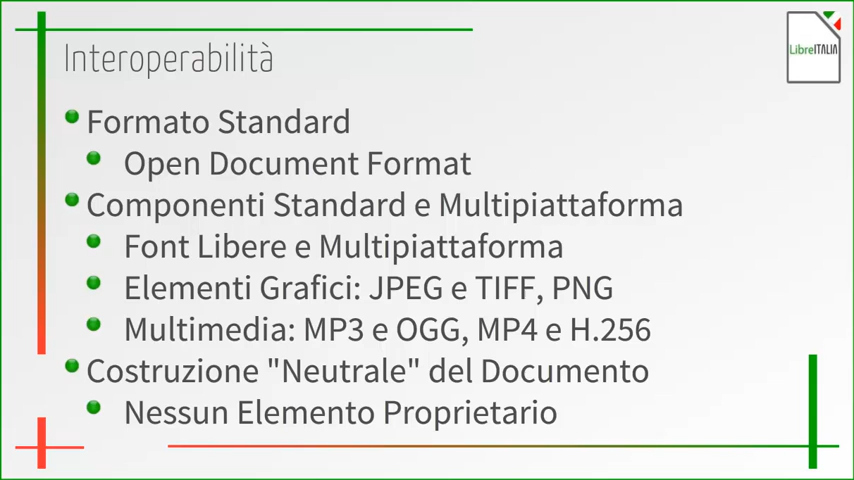 Interoperabilità
LibreITALIA
Formato Standard
Open Document Format
Componenti Standard e Multipiattaforma
Font Libere e Multipiattaforma
Elementi Grafici: JPEG e TIFF, PNG
Multimedia: MP3 e OGG, MP4 e H.256
Costruzione "Neutrale" del Documento
Nessun Elemento Proprietario